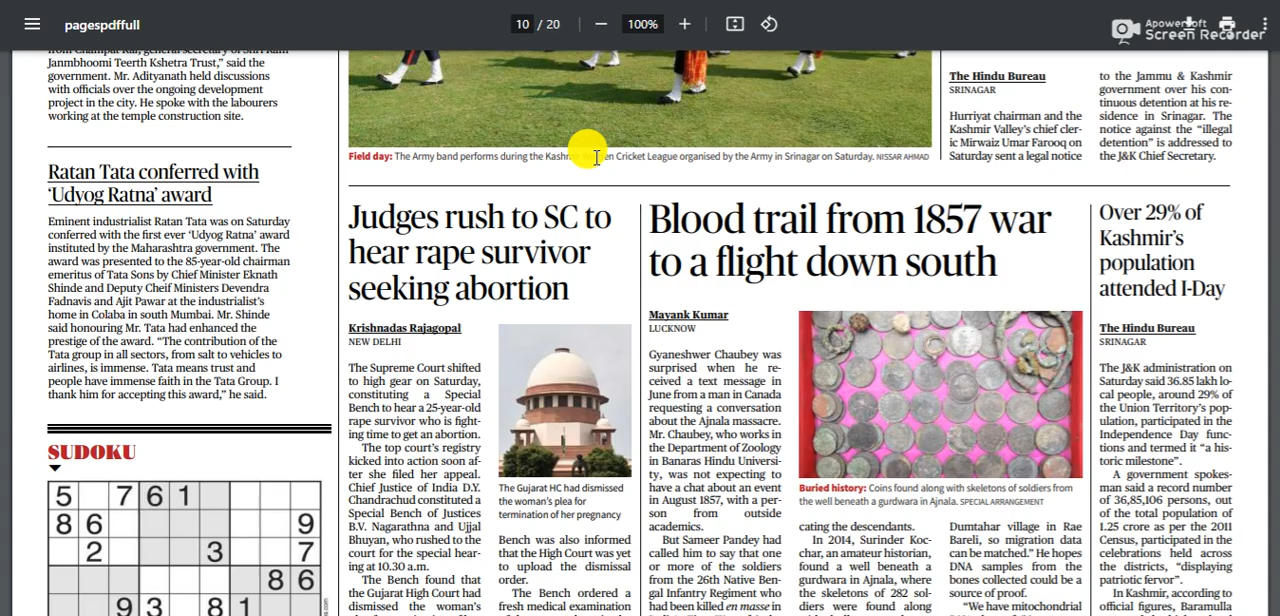 pagespdffull
10 / 20
100%
Apowersoft
Screen Recorder
from Champat Rai, general secretary of Shri Ram
Janmbhoomi Teerth Kshetra Trust,” said the
government. Mr. Adityanath held discussions
with officials over the ongoing development
project in the city. He spoke with the labourers
working at the temple construction site.
Ratan Tata conferred with
‘Udyog Ratna’ award
Eminent industrialist Ratan Tata was on Saturday
conferred with the first ever ‘Udyog Ratna’ award
instituted by the Maharashtra government. The
award was presented to the 85-year-old chairman
emeritus of Tata Sons by Chief Minister Eknath
Shinde and Deputy Cheif Ministers Devendra
Fadnavis and Ajit Pawar at the industrialist’s
home in Colaba in south Mumbai. Mr. Shinde
said honouring Mr. Tata had enhanced the
prestige of the award. “The contribution of the
Tata group in all sectors, from salt to vehicles to
airlines, is immense. Tata means trust and
people have immense faith in the Tata Group. I
thank him for accepting this award,” he said.
SUDOKU
5 7 6 1
8 6 9
2 3 7
8 6
9 3 8 1
Field day: The Army band performs during the Kashmir Women Cricket League organised by the Army in Srinagar on Saturday. NISSAR AHMAD
The Hindu Bureau
SRINAGAR
Hurriyat chairman and the
Kashmir Valley’s chief cler-
ic Mirwaiz Umar Farooq on
Saturday sent a legal notice
to the Jammu & Kashmir
government over his con-
tinuous detention at his re-
sidence in Srinagar. The
notice against the “illegal
detention” is addressed to
the J&K Chief Secretary.
Judges rush to SC to
hear rape survivor
seeking abortion
Krishnadas Rajagopal
NEW DELHI
The Supreme Court shifted
to high gear on Saturday,
constituting a Special
Bench to hear a 25-year-old
rape survivor who is fight-
ing time to get an abortion.
The top court’s registry
kicked into action soon af-
ter she filed her appeal.
Chief Justice of India D.Y.
Chandrachud constituted a
Special Bench of Justices
B.V. Nagarathna and Ujjal
Bhuyan, who rushed to the
court for the special hear-
ing at 10.30 a.m.
The Bench found that
the Gujarat High Court had
dismissed the woman’s
The Gujarat HC had dismissed
the woman’s plea for
termination of her pregnancy
Bench was also informed
that the High Court was yet
to upload the dismissal
order.
The Bench ordered a
fresh medical examination
Blood trail from 1857 war
to a flight down south
Mayank Kumar
LUCKNOW
Gyaneshwer Chaubey was
surprised when he re-
ceived a text message in
June from a man in Canada
requesting a conversation
about the Ajnala massacre.
Mr. Chaubey, who works in
the Department of Zoology
in Banaras Hindu Universi-
ty, was not expecting to
have a chat about an event
in August 1857, with a per-
son from outside
academics.
But Sameer Pandey had
called him to say that one
or more of the soldiers
from the 26th Native Ben-
gal Infantry Regiment who
had been killed en masse in
Buried history: Coins found along with skeletons of soldiers from
the well beneath a gurdwara in Ajnala. SPECIAL ARRANGEMENT
cating the descendants.
In 2014, Surinder Koc-
char, an amateur historian,
found a well beneath a
gurdwara in Ajnala, where
the skeletons of 282 sol-
diers were found along
Dumtahar village in Rae
Bareli, so migration data
can be matched.” He hopes
DNA samples from the
bones collected could be a
source of proof.
“We have mitochondrial
Over 29% of
Kashmir’s
population
attended I-Day
The Hindu Bureau
SRINAGAR
The J&K administration on
Saturday said 36.85 lakh lo-
cal people, around 29% of
the Union Territory’s pop-
ulation, participated in the
Independence Day func-
tions and termed it “a his-
toric milestone”.
A government spokes-
man said a record number
of 36,85,106 persons, out
of the total population of
1.25 crore as per the 2011
Census, participated in the
celebrations held across
the districts, “displaying
patriotic fervor”.
In Kashmir, according to
official figures, Baramulla